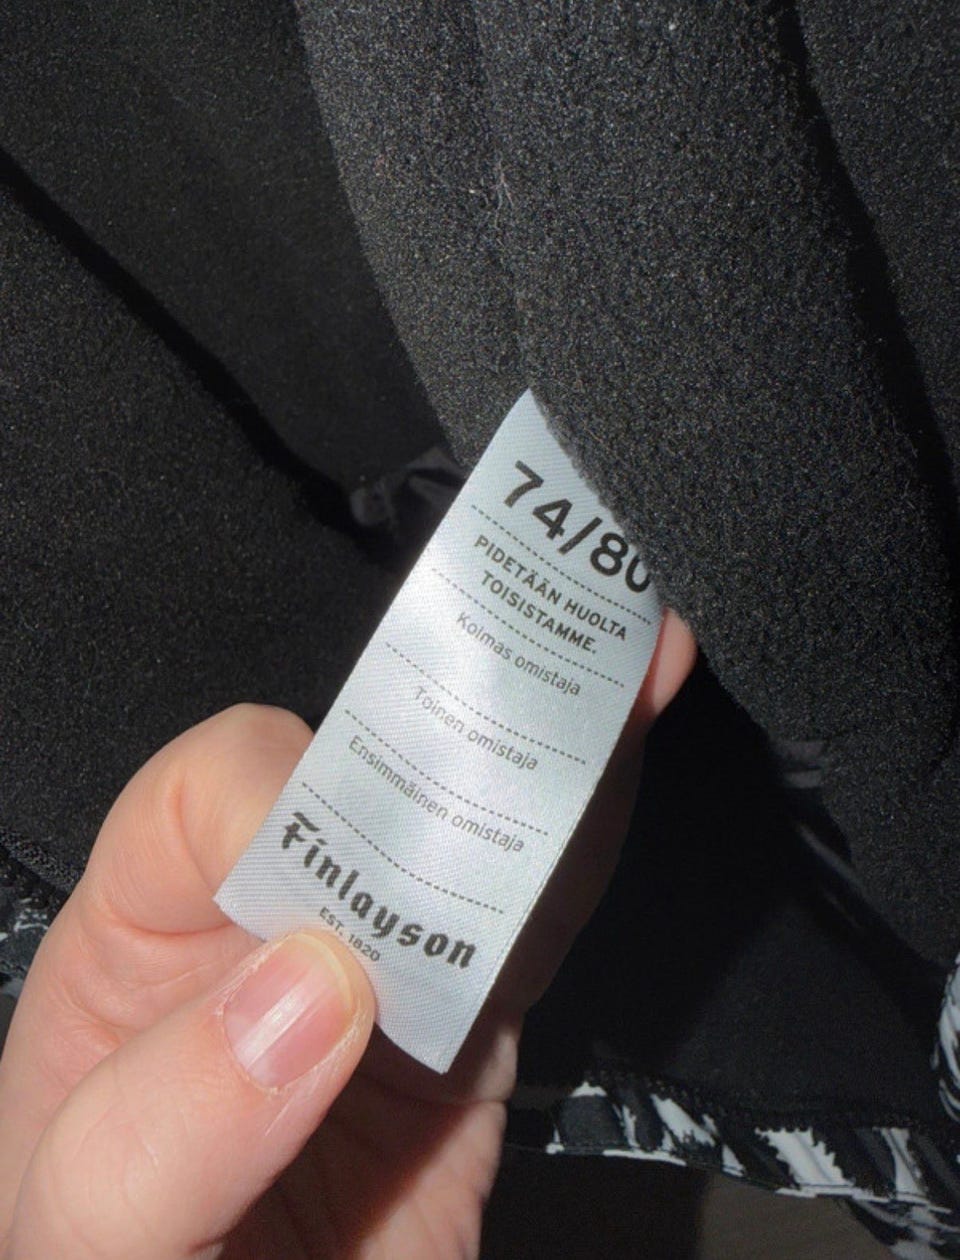 74/80
PIDETÄÄN HUOLTA
TOISISTAMME.
Kolmas omistaja
Toinen omistaja
Ensimmäinen omistaja
Finlayson
EST. 1820